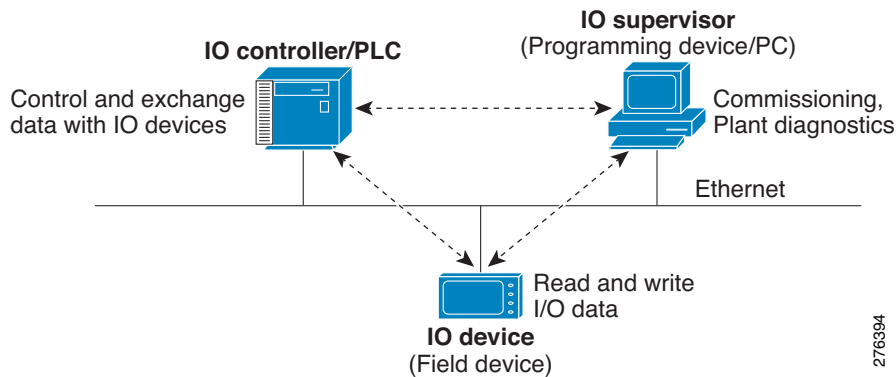 IO supervisor
(Programming device/PC)
IO controller/PLC
Control and exchange
data with IO devices
Commissioning,
Plant diagnostics
Ethernet
Read and write
I/O data
IO device
(Field device)
276394